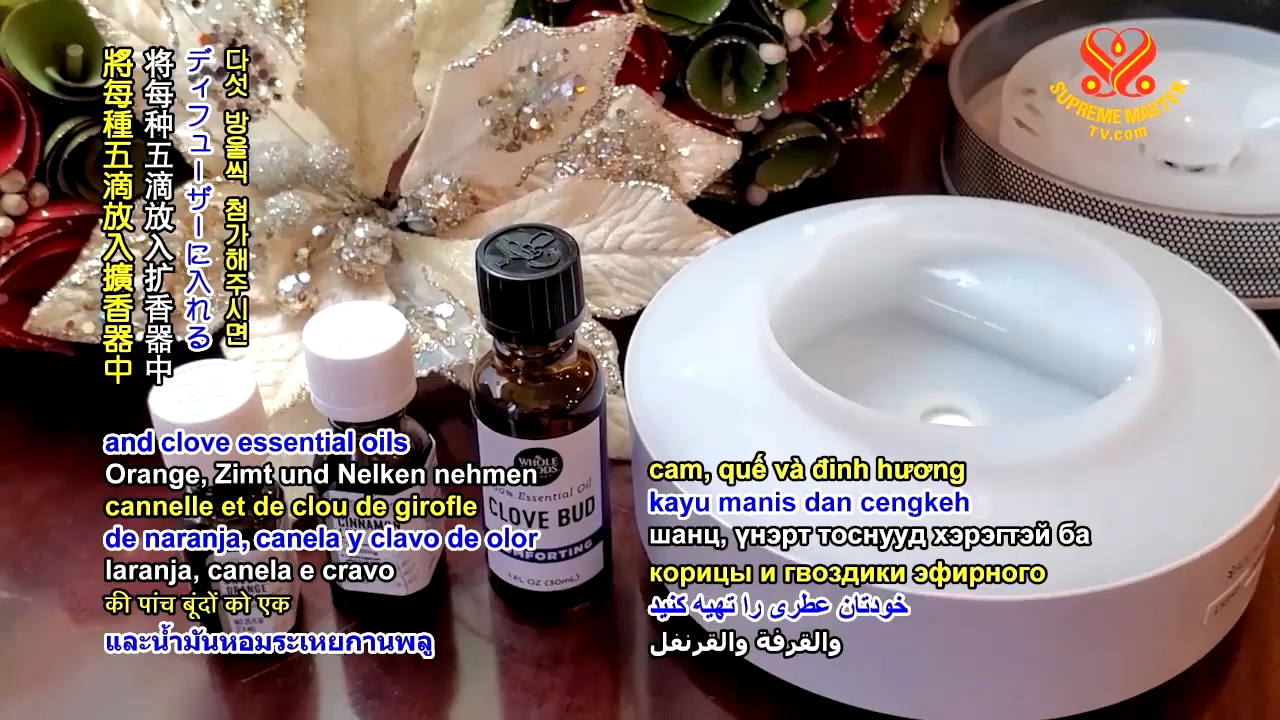 將每種五滴放入擴香器中
将每种五滴放入扩香器中
ディフューザーに入れる
다섯 방울씩 첨가해주시면
SUPREME MASTER
TV.com
and clove essential oils
Orange, Zimt und Nelken nehmen
cannelle et de clou de girofle
de naranja, canela y clavo de olor
laranja, canela e cravo
की पांच बूंदों को एक
และน้ำมันหอมระเหยกานพลู
cam, quế và đinh hương
kayu manis dan cengkeh
шанц, үнэрт тоснууд хэрэгтэй ба
корицы и гвоздики эфирного
خودتان عطری را تهیه کنید
والقرفة والقرنفل
WHOLE
Essential Oil
CLOVE BUD
COMFORTING
1 FL OZ (30mL)
CINNAMON
ORANGE